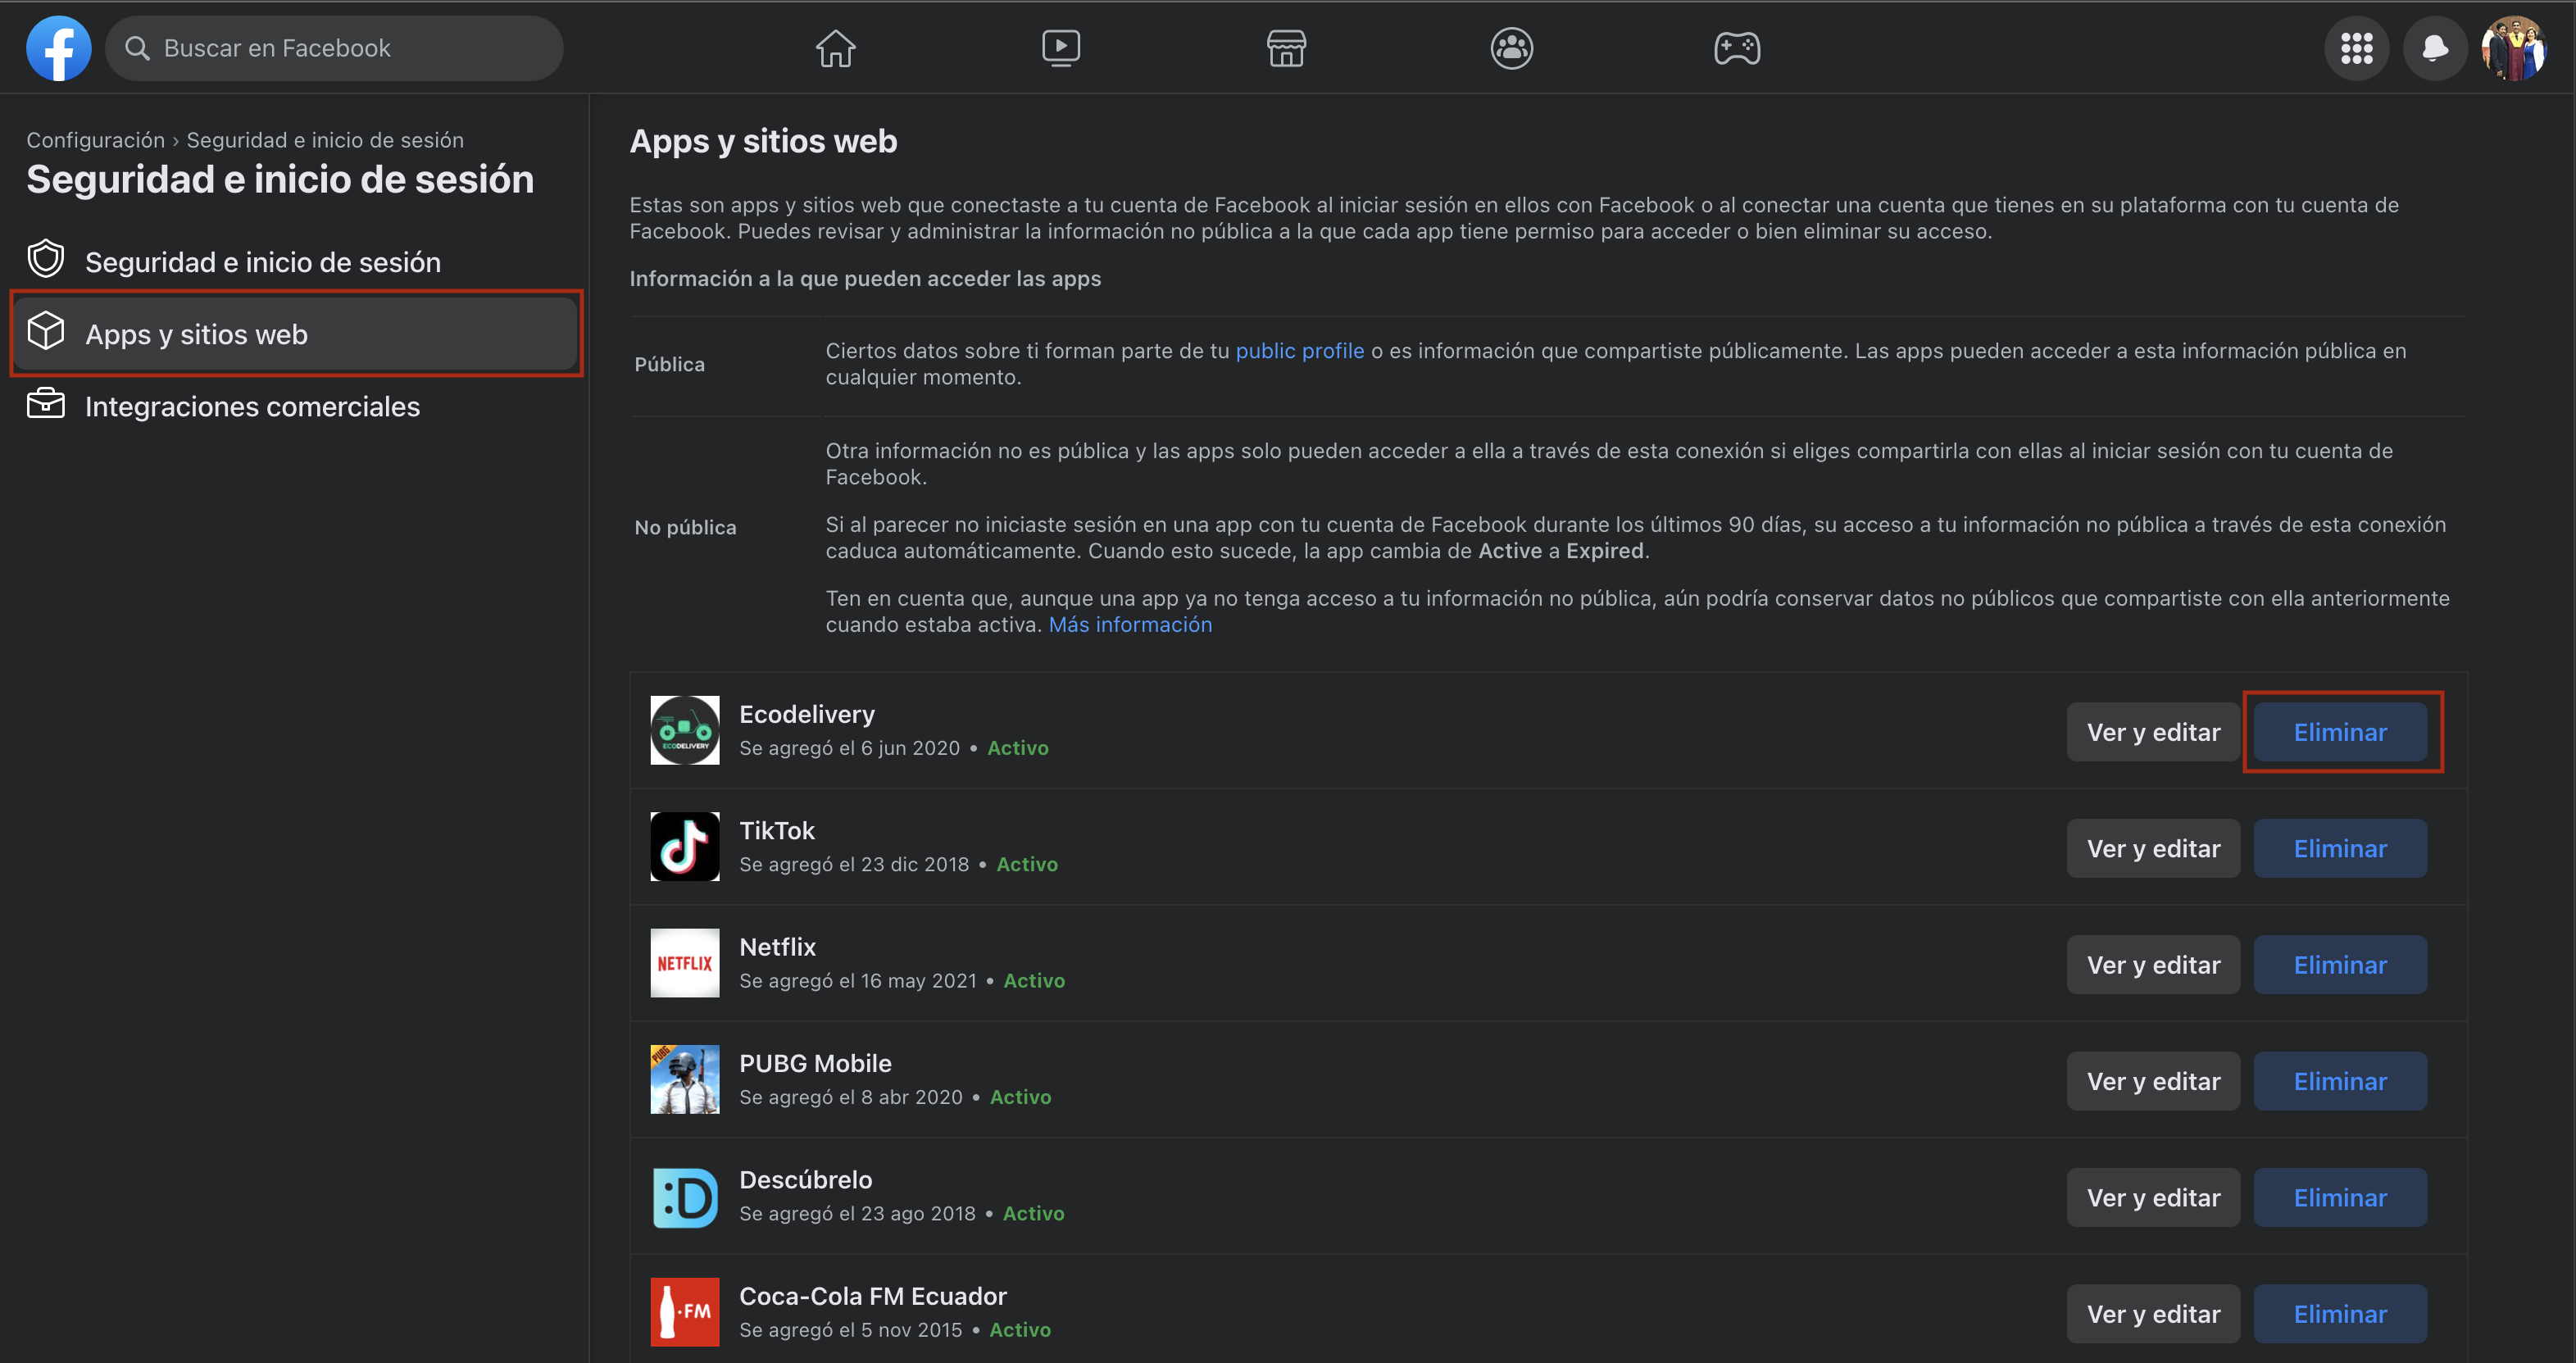 Buscar en Facebook
Configuración › Seguridad e inicio de sesión
Seguridad e inicio de sesión
Seguridad e inicio de sesión
Apps y sitios web
Integraciones comerciales
Apps y sitios web
Estas son apps y sitios web que conectaste a tu cuenta de Facebook al iniciar sesión en ellos con Facebook o al conectar una cuenta que tienes en su plataforma con tu cuenta de
Facebook. Puedes revisar y administrar la información no pública a la que cada app tiene permiso para acceder o bien eliminar su acceso.
Información a la que pueden acceder las apps
Pública
Ciertos datos sobre ti forman parte de tu public profile o es información que compartiste públicamente. Las apps pueden acceder a esta información pública en
cualquier momento.
No pública
Otra información no es pública y las apps solo pueden acceder a ella a través de esta conexión si eliges compartirla con ellas al iniciar sesión con tu cuenta de
Facebook.
Si al parecer no iniciaste sesión en una app con tu cuenta de Facebook durante los últimos 90 días, su acceso a tu información no pública a través de esta conexión
caduca automáticamente. Cuando esto sucede, la app cambia de Active a Expired.
Ten en cuenta que, aunque una app ya no tenga acceso a tu información no pública, aún podría conservar datos no públicos que compartiste con ella anteriormente
cuando estaba activa. Más información
ECODELIVERY
Ecodelivery
Se agregó el 6 jun 2020 • Activo
Ver y editar
Eliminar
TikTok
Se agregó el 23 dic 2018 • Activo
Ver y editar
Eliminar
NETFLIX
Netflix
Se agregó el 16 may 2021 • Activo
Ver y editar
Eliminar
PUBG
PUBG Mobile
Se agregó el 8 abr 2020 • Activo
Ver y editar
Eliminar
:D
Descúbrelo
Se agregó el 23 ago 2018 • Activo
Ver y editar
Eliminar
·FM
Coca-Cola FM Ecuador
Se agregó el 5 nov 2015 • Activo
Ver y editar
Eliminar